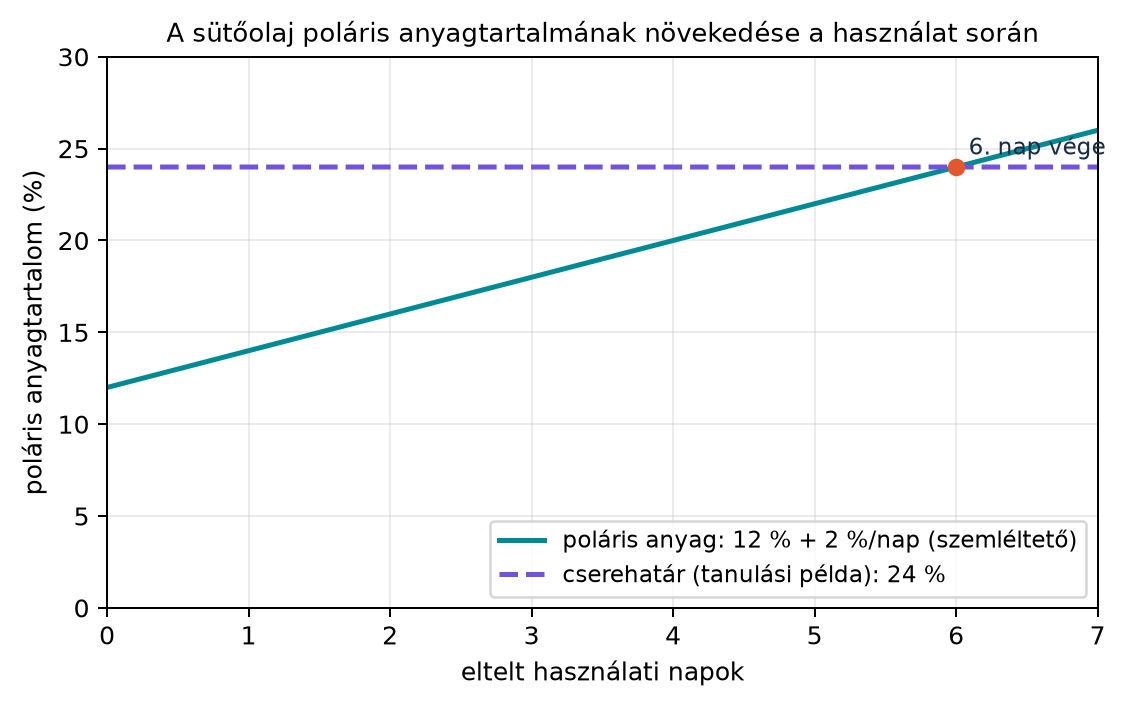 A sütőolaj poláris anyagtartalmának növekedése a használat során
poláris anyagtartalom (%)
30
25
20
15
10
5
0
6. nap vége
poláris anyag: 12 % + 2 %/nap (szemléltető)
cserehatár (tanulási példa): 24 %
0 1 2 3 4 5 6 7
eltelt használati napok